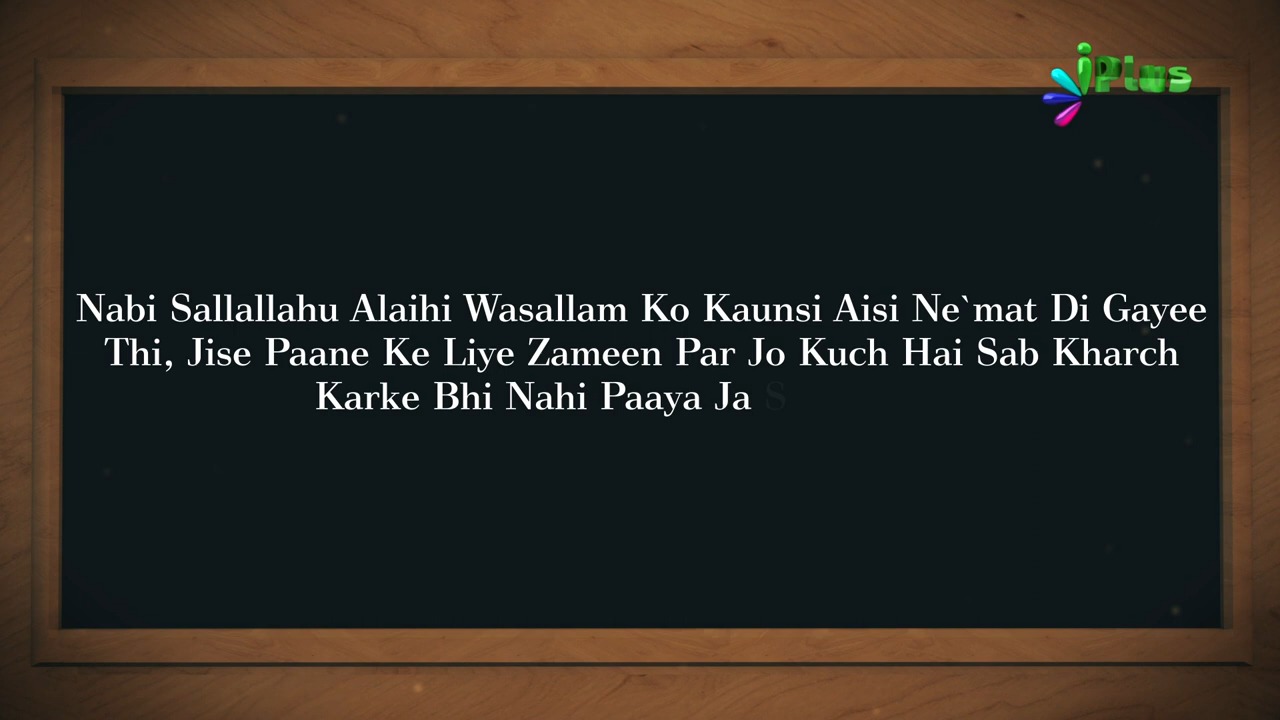 iPlus
Nabi Sallallahu Alaihi Wasallam Ko Kaunsi Aisi Ne`mat Di Gayee
Thi, Jise Paane Ke Liye Zameen Par Jo Kuch Hai Sab Kharch
Karke Bhi Nahi Paaya Ja S